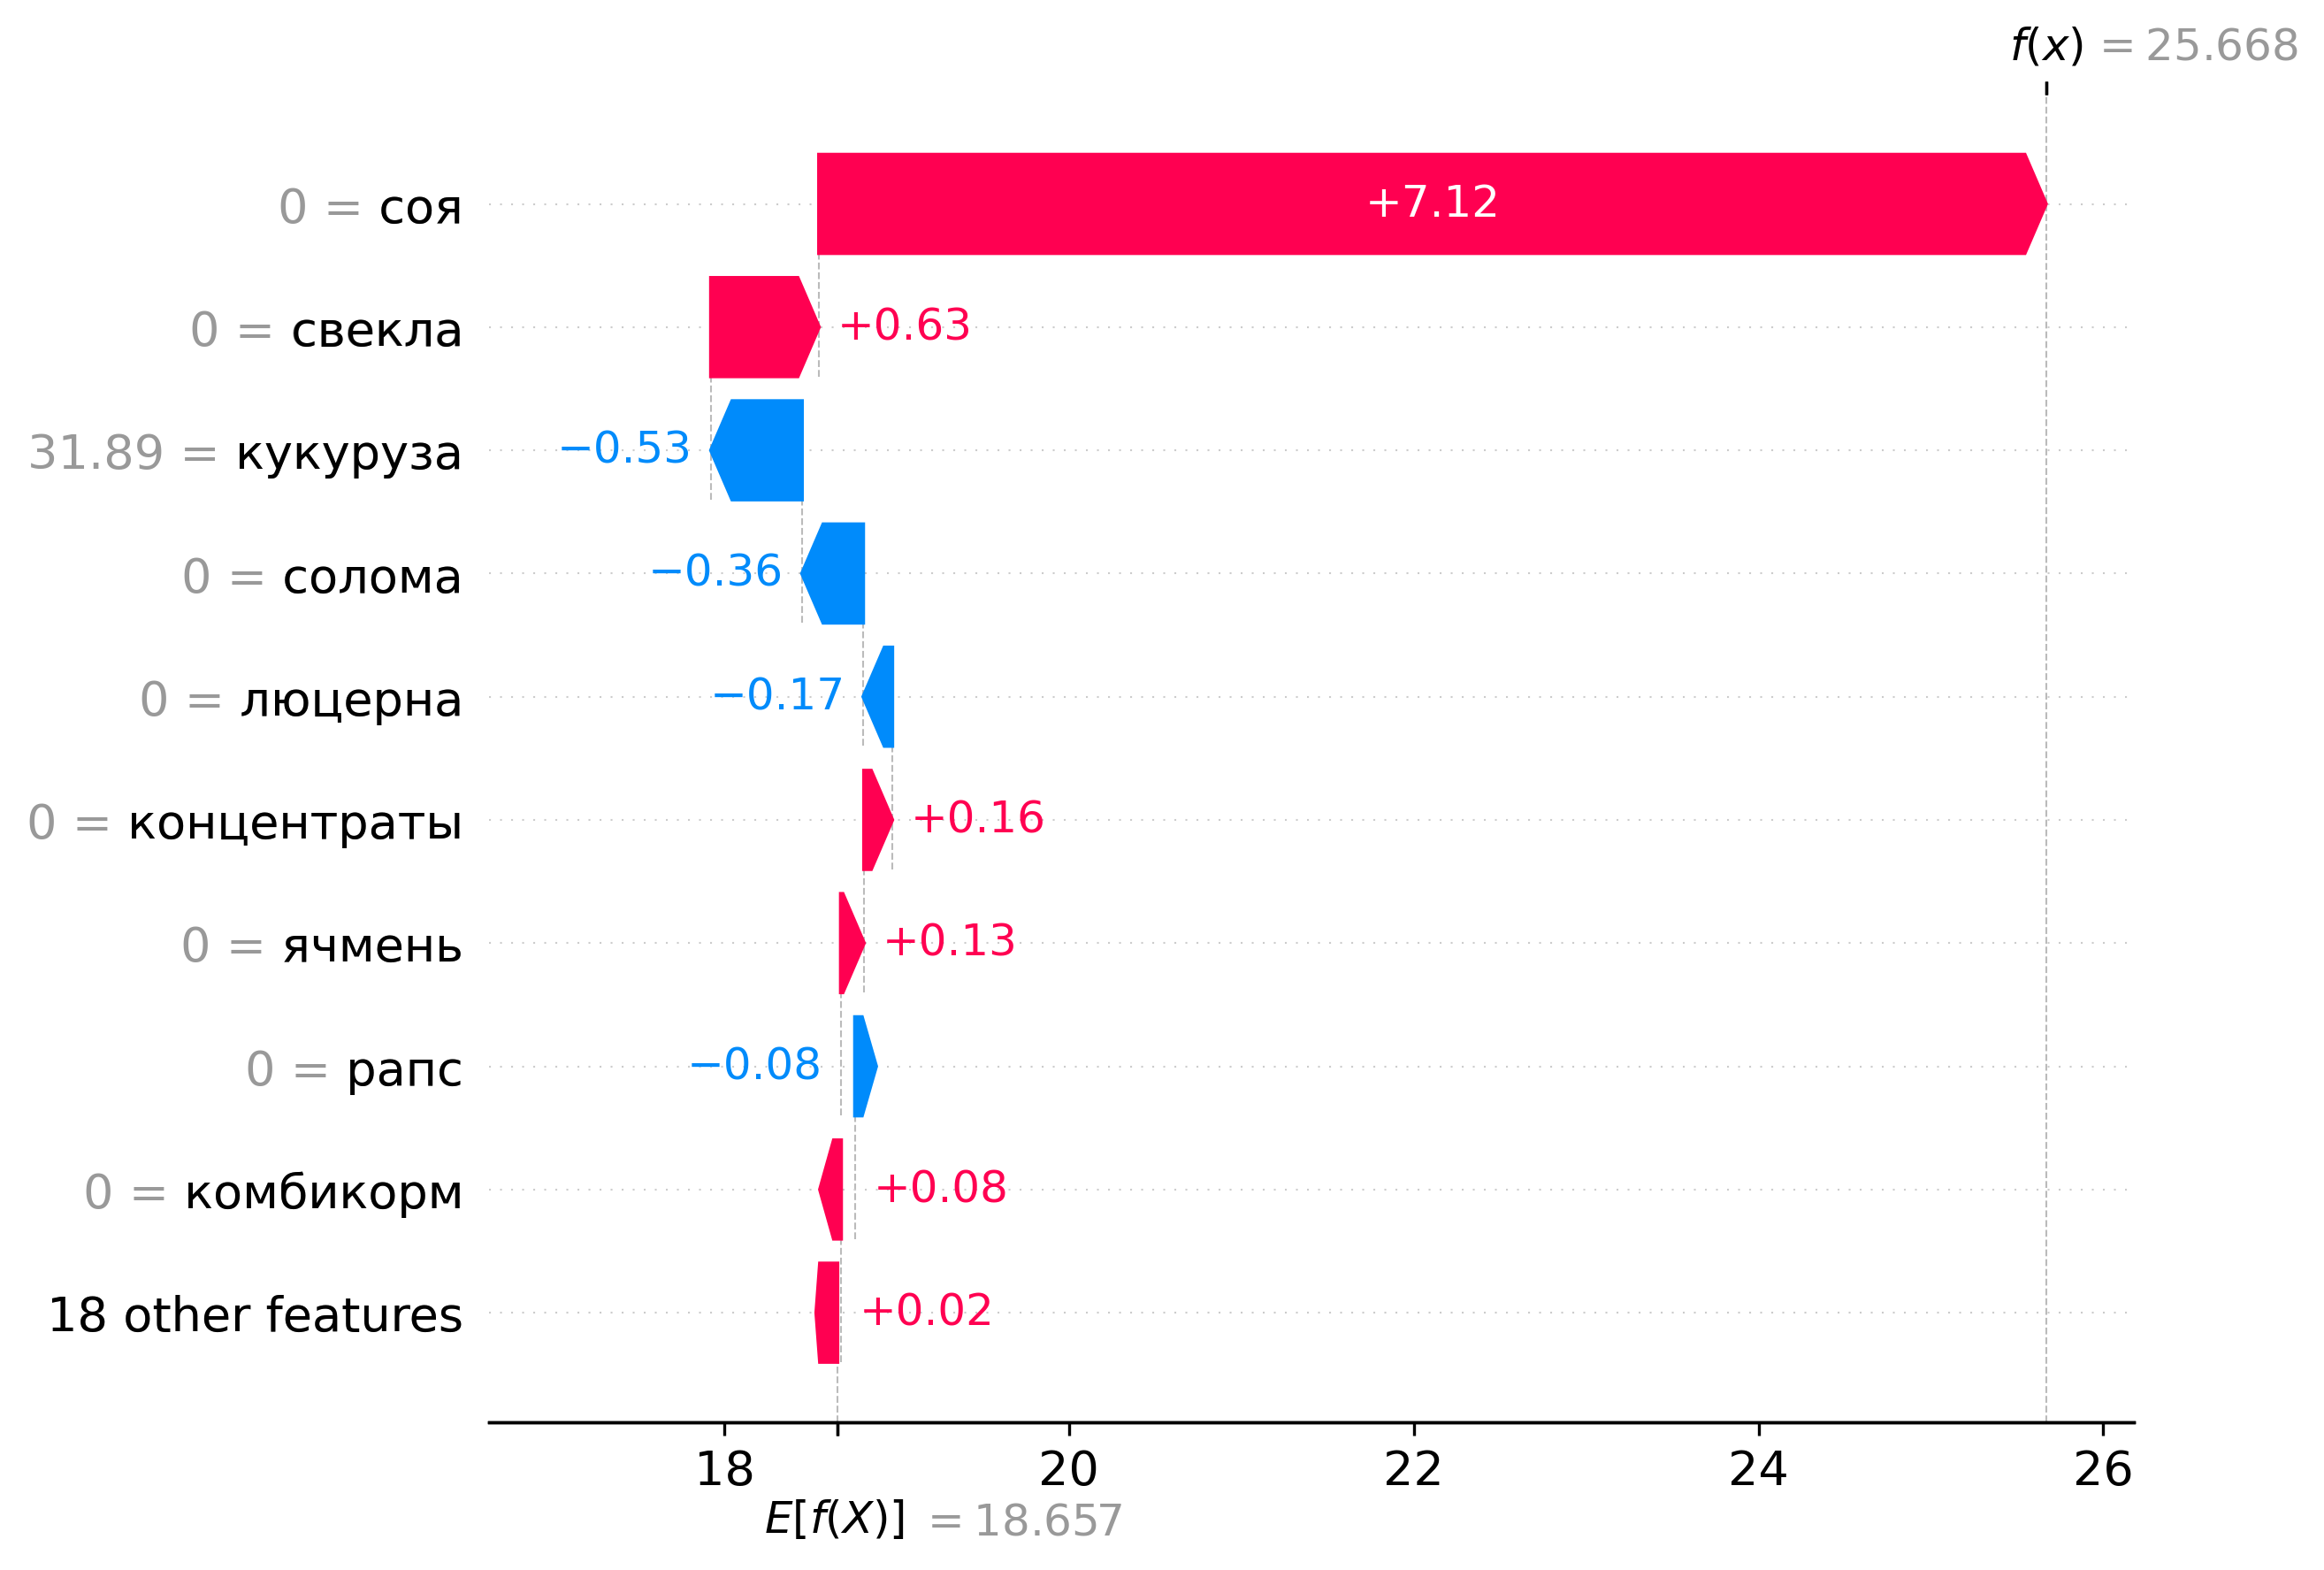 f(x) = 25.668
0 = соя +7.12
0 = свекла +0.63
31.89 = кукуруза −0.53
0 = солома −0.36
0 = люцерна −0.17
0 = концентраты +0.16
0 = ячмень +0.13
0 = рапс −0.08
0 = комбикорм +0.08
18 other features +0.02
18 20 22 24 26
E[f(X)] = 18.657